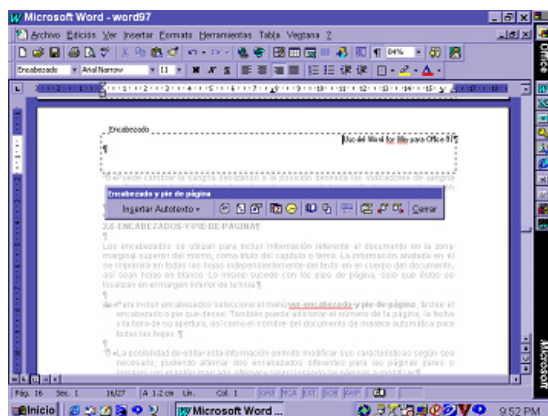 Microsoft Word - word97
Archivo Edición Ver Insertar Formato Herramientas Tabla Ventana ?
84%
Encabezado Arial Narrow 11 N K S
Office
Encabezado
Uso del Word for Win para Office 97¶
¶
Encabezado y pie de página
Insertar Autotexto Cerrar
2.6-ENCABEZADOS·Y·PIE·DE·PAGINA¶
¶
Los encabezados se utilizan para incluir información referente al documento en la zona
marginal superior del mismo, como título del capítulo o tema. La información anotada en él
se imprimirá en todas las hojas independientemente del texto en el cuerpo del documento,
así sean hojas en blanco. Lo mismo sucede con los pies de página, solo que éstos se
localizan en el margen inferior de la hoja.¶
¶
Para incluir encabezados seleccione el menú ver-encabezado y pie de página, teclee el
encabezado o pie que desee. También puede adicionar el número de la página, la fecha
y la hora de su apertura, así como el nombre del documento de manera automática para
todas las hojas.¶
¶
La posibilidad de editar esta información permite modificar sus características según sea
necesario, pudiendo alternar dos encabezados diferentes para las páginas pares o
Pág. 16 Sec. 1 16/27 A 1.2 cm Lín. Col. 1 GRB MCA EXT SOB AWP
Inicio Microsoft Word ... 9:52 PM